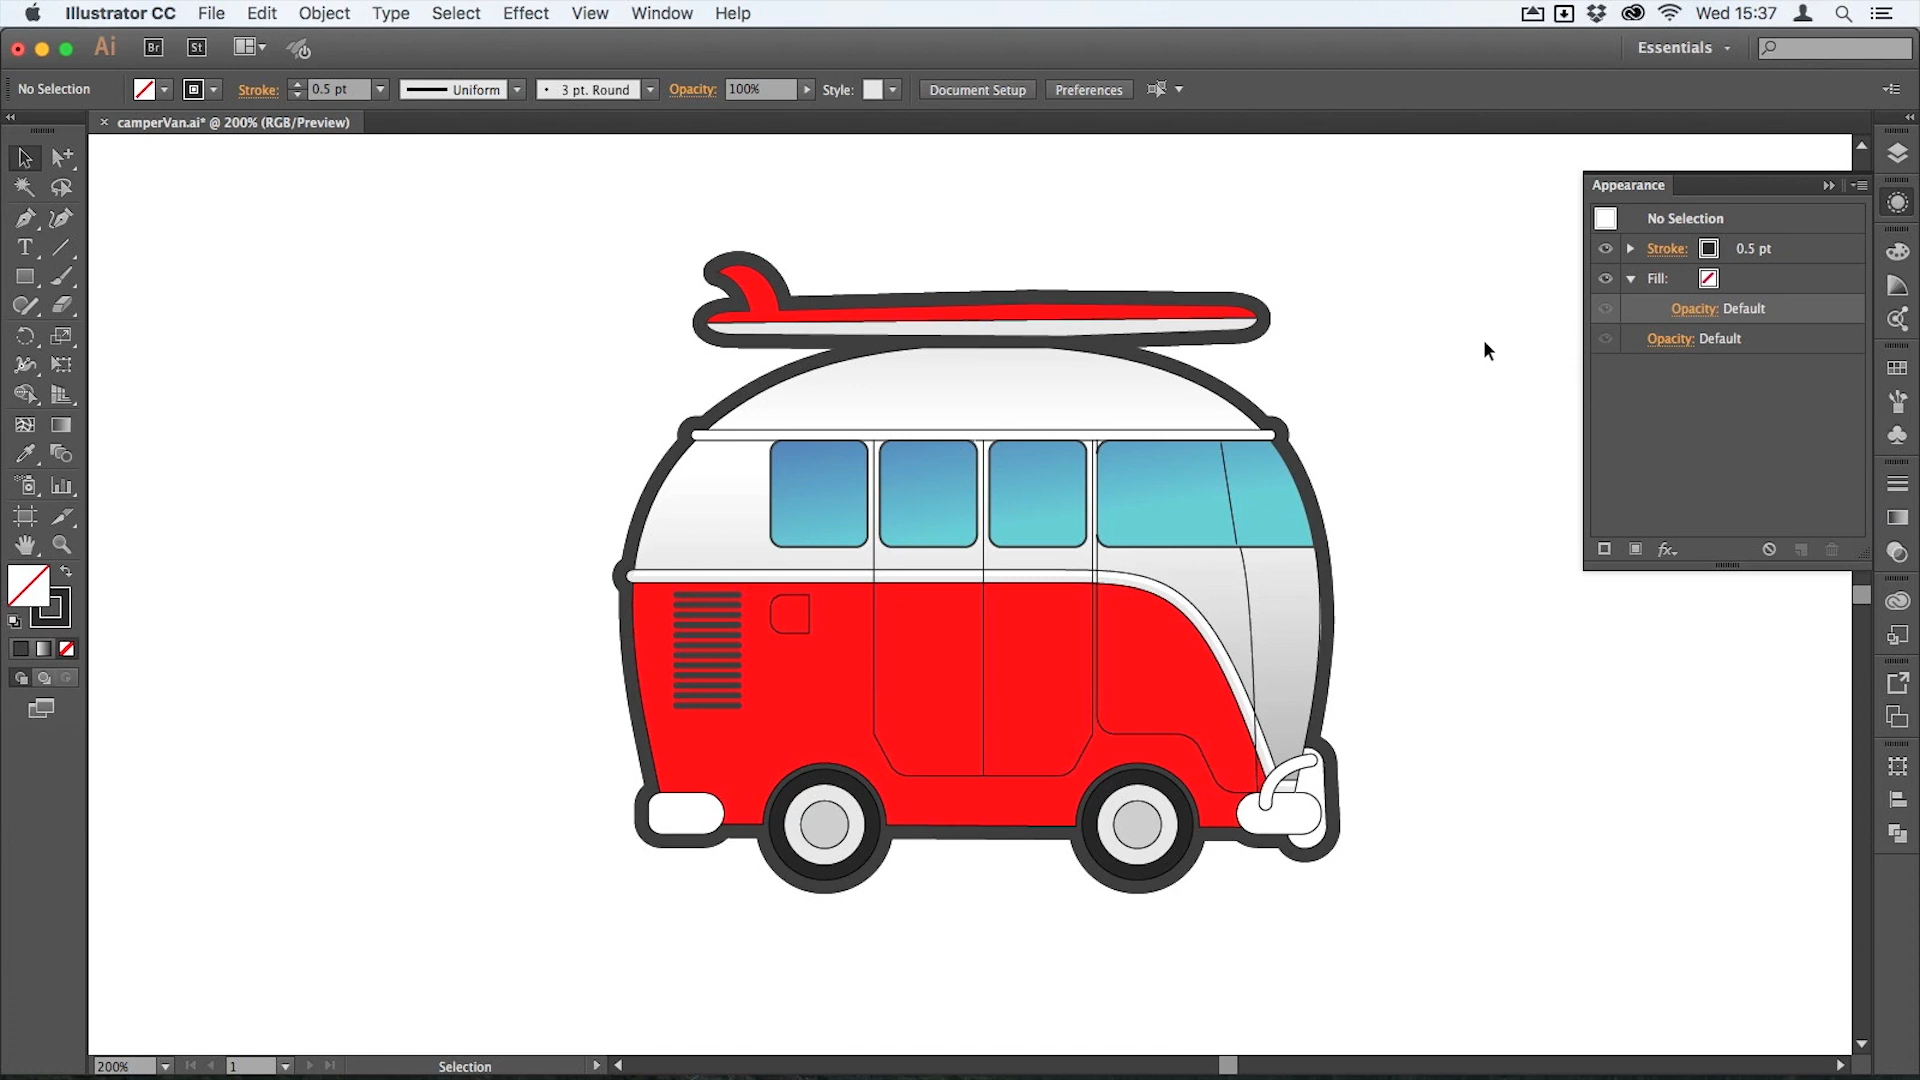 Illustrator CC File Edit Object Type Select Effect View Window Help Wed 15:37
Ai Br St Essentials
No Selection Stroke: 0.5 pt Uniform 3 pt. Round Opacity: 100% Style: Document Setup Preferences
× camperVan.ai* @ 200% (RGB/Preview)
Appearance
No Selection
Stroke: 0.5 pt
Fill:
Opacity: Default
Opacity: Default
fx
200% 1 Selection